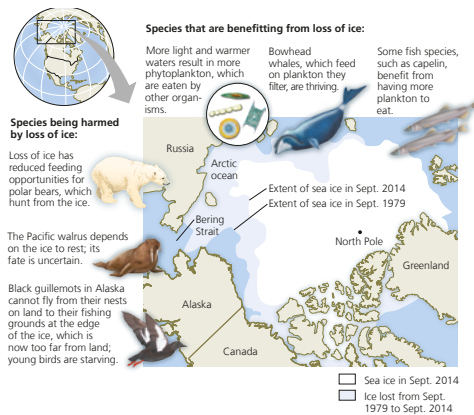 Species that are benefitting from loss of ice:
More light and warmer
waters result in more
phytoplankton, which
are eaten by
other organ-
isms.
Bowhead
whales, which feed
on plankton they
filter, are thriving.
Some fish species,
such as capelin,
benefit from
having more
plankton to
eat.
Species being harmed
by loss of ice:
Loss of ice has
reduced feeding
opportunities for
polar bears, which
hunt from the ice.
The Pacific walrus depends
on the ice to rest; its
fate is uncertain.
Black guillemots in Alaska
cannot fly from their nests
on land to their fishing
grounds at the edge
of the ice, which is
now too far from land;
young birds are starving.
Russia
Arctic
ocean
Extent of sea ice in Sept. 2014
Extent of sea ice in Sept. 1979
Bering
Strait
North Pole
Greenland
Alaska
Canada
Sea ice in Sept. 2014
Ice lost from Sept.
1979 to Sept. 2014